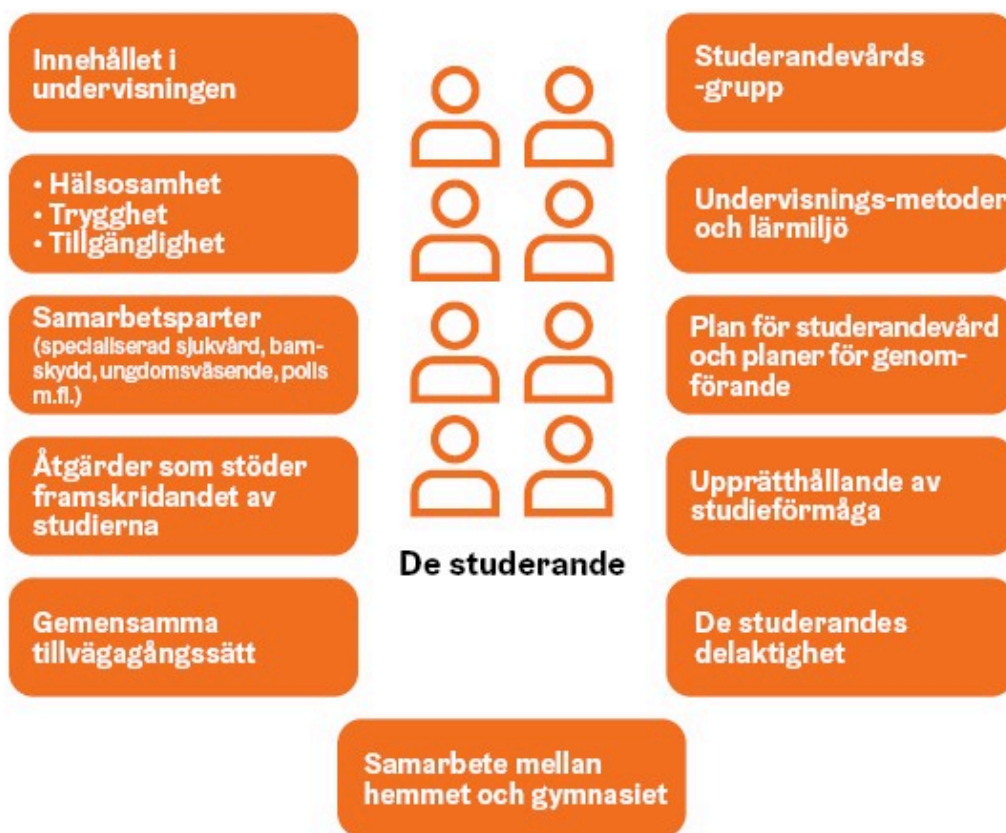 Innehållet i
undervisningen
• Hälsosamhet
• Trygghet
• Tillgänglighet
Samarbetsparter
(specialiserad sjukvård, barn-
skydd, ungdomsväsende, polis
m.fl.)
Åtgärder som stöder
framskridandet av
studierna
Gemensamma
tillvägagångssätt
De studerande
Studerandevårds
-grupp
Undervisnings-metoder
och lärmiljö
Plan för studerandevård
och planer för genom-
förande
Upprätthållande av
studieförmåga
De studerandes
delaktighet
Samarbete mellan
hemmet och gymnasiet